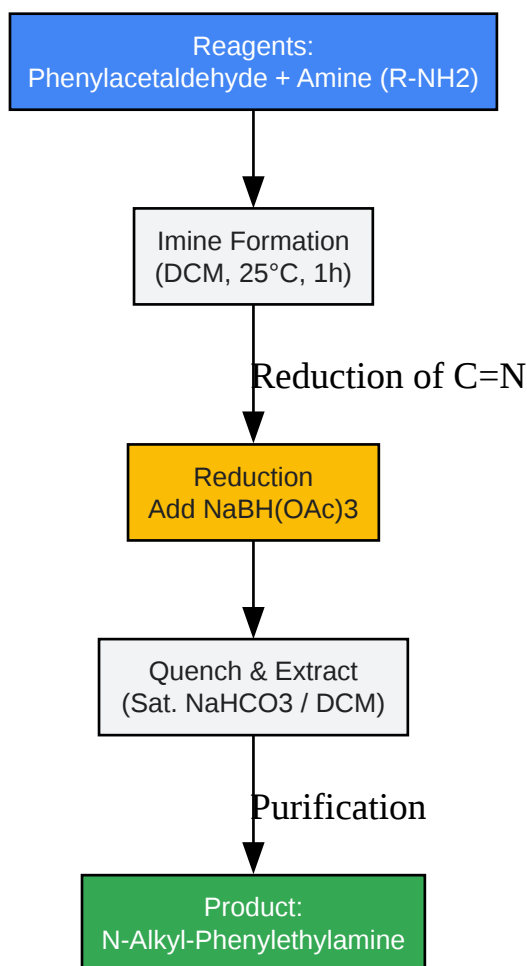 Reagents:
Phenylacetaldehyde + Amine (R-NH2)
Imine Formation
(DCM, 25°C, 1h)
Reduction of C=N
Reduction
Add NaBH(OAc)3
Quench & Extract
(Sat. NaHCO3 / DCM)
Purification
Product:
N-Alkyl-Phenylethylamine